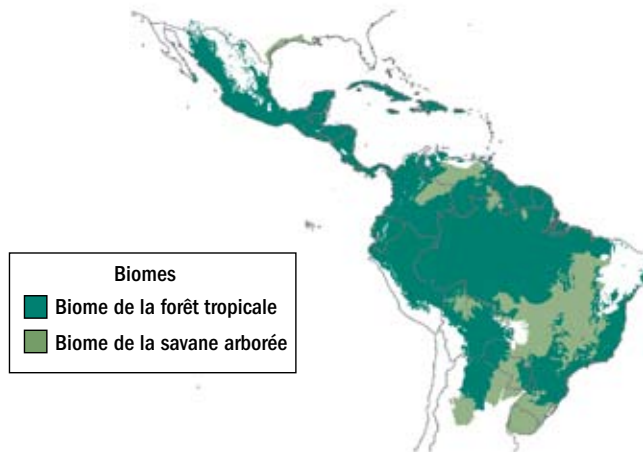 Biomes
Biome de la forêt tropicale
Biome de la savane arborée